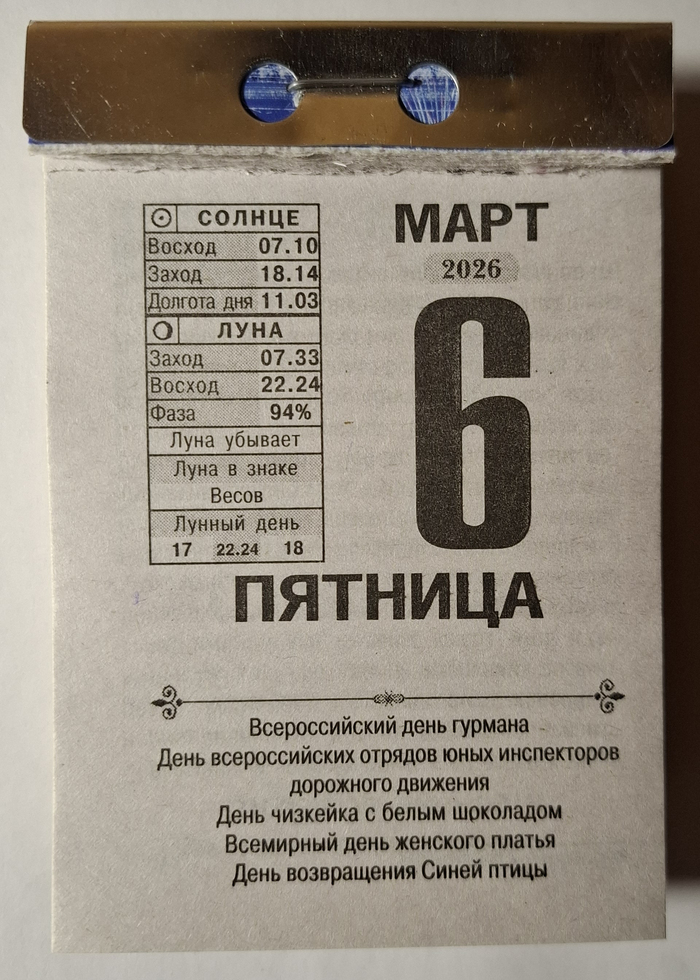 СОЛНЦЕ
Восход 07.10
Заход 18.14
Долгота дня 11.03
ЛУНА
Заход 07.33
Восход 22.24
Фаза 94%
Луна убывает
Луна в знаке
Весов
Лунный день
17 22.24 18
МАРТ
2026
6
ПЯТНИЦА
Всероссийский день гурмана
День всероссийских отрядов юных инспекторов
дорожного движения
День чизкейка с белым шоколадом
Всемирный день женского платья
День возвращения Синей птицы